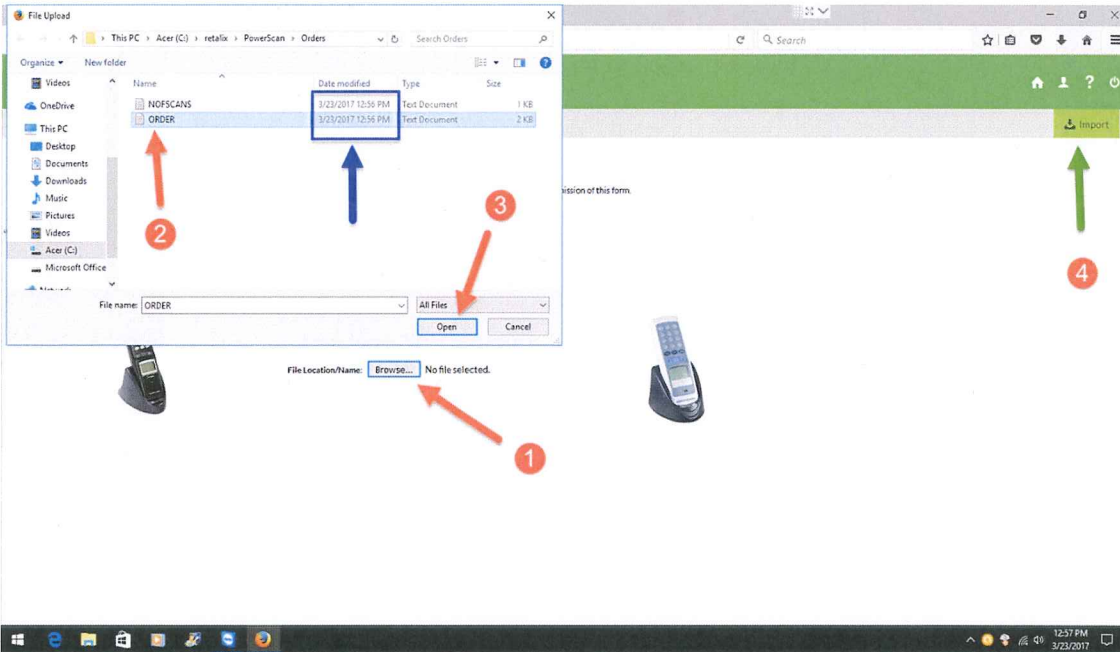 File Upload
This PC > Acer (C:) > retalix > PowerScan > Orders
Search Orders
Search
Organize
New folder
Name
Date modified
Type
Size
NOFSCANS
3/23/2017 12:56 PM
Text Document
1 KB
ORDER
3/23/2017 12:56 PM
Text Document
2 KB
Videos
OneDrive
This PC
Desktop
Documents
Downloads
Music
Pictures
Videos
Acer (C:)
Microsoft Office
Network
Import
ission of this form.
2
3
4
File name: ORDER
All Files
Open
Cancel
File Location/Name: Browse... No file selected.
1
12:57 PM
3/23/2017